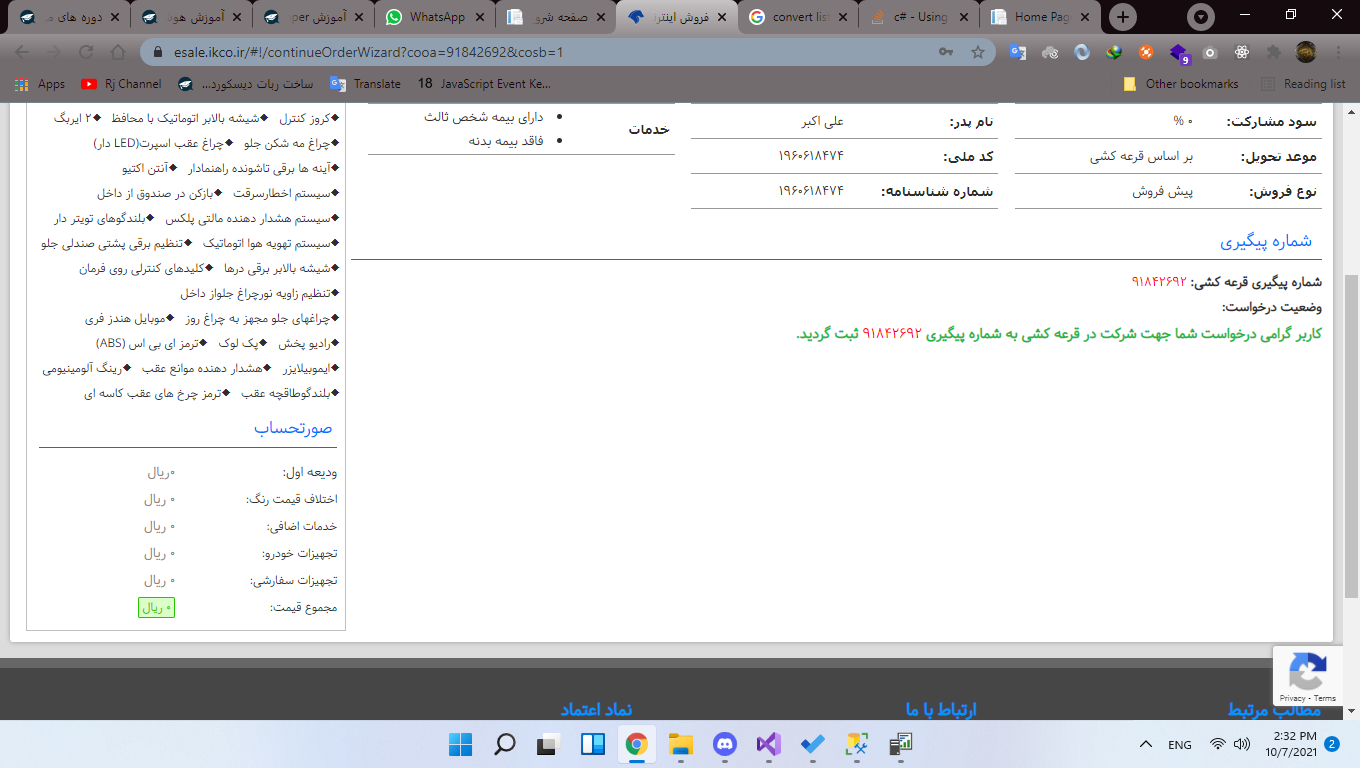 دوره های م
آموزش هوش
آموزش per
WhatsApp
صفحه شرو
فروش اینترنت
convert list
c# - Using
Home Pag
esale.ikco.ir/#!/continueOrderWizard?cooa=91842692&cosb=1
9
Apps
Rj Channel
ساخت ربات دیسکورد...
Translate
18 JavaScript Event Ke...
Other bookmarks
Reading list
سود مشارکت: ۰ %
موعد تحویل: بر اساس قرعه کشی
نوع فروش: پیش فروش
نام پدر: علی اکبر
کد ملی: ۱۹۶۰۶۱۸۴۷۴
شماره شناسنامه: ۱۹۶۰۶۱۸۴۷۴
خدمات
دارای بیمه شخص ثالث
فاقد بیمه بدنه
شماره پیگیری
شماره پیگیری قرعه کشی: ۹۱۸۴۲۶۹۲
وضعیت درخواست:
کاربر گرامی درخواست شما جهت شرکت در قرعه کشی به شماره پیگیری ۹۱۸۴۲۶۹۲ ثبت گردید.
◆کروز کنترل ◆شیشه بالابر اتوماتیک با محافظ ◆۲ ایربگ
◆چراغ مه شکن جلو ◆چراغ عقب اسپرت(LED دار)
◆آینه ها برقی تاشونده راهنمادار ◆آنتن اکتیو
◆سیستم اخطارسرقت ◆بازکن در صندوق از داخل
◆سیستم هشدار دهنده مالتی پلکس ◆بلندگوهای تویتر دار
◆سیستم تهویه هوا اتوماتیک ◆تنظیم برقی پشتی صندلی جلو
◆شیشه بالابر برقی درها ◆کلیدهای کنترلی روی فرمان
◆تنظیم زاویه نورچراغ جلواز داخل
◆چراغهای جلو مجهز به چراغ روز ◆موبایل هندز فری
◆رادیو پخش ◆پک لوک ◆ترمز ای بی اس (ABS)
◆ایموبیلایزر ◆هشدار دهنده موانع عقب ◆رینگ آلومینیومی
◆بلندگوطاقچه عقب ◆ترمز چرخ های عقب کاسه ای
صورتحساب
ودیعه اول: ۰ریال
اختلاف قیمت رنگ: ۰ ریال
خدمات اضافی: ۰ ریال
تجهیزات خودرو: ۰ ریال
تجهیزات سفارشی: ۰ ریال
مجموع قیمت: ۰ ریال
Privacy - Terms
مطالب مرتبط
ارتباط با ما
نماد اعتماد
ENG
2:32 PM
10/7/2021
2